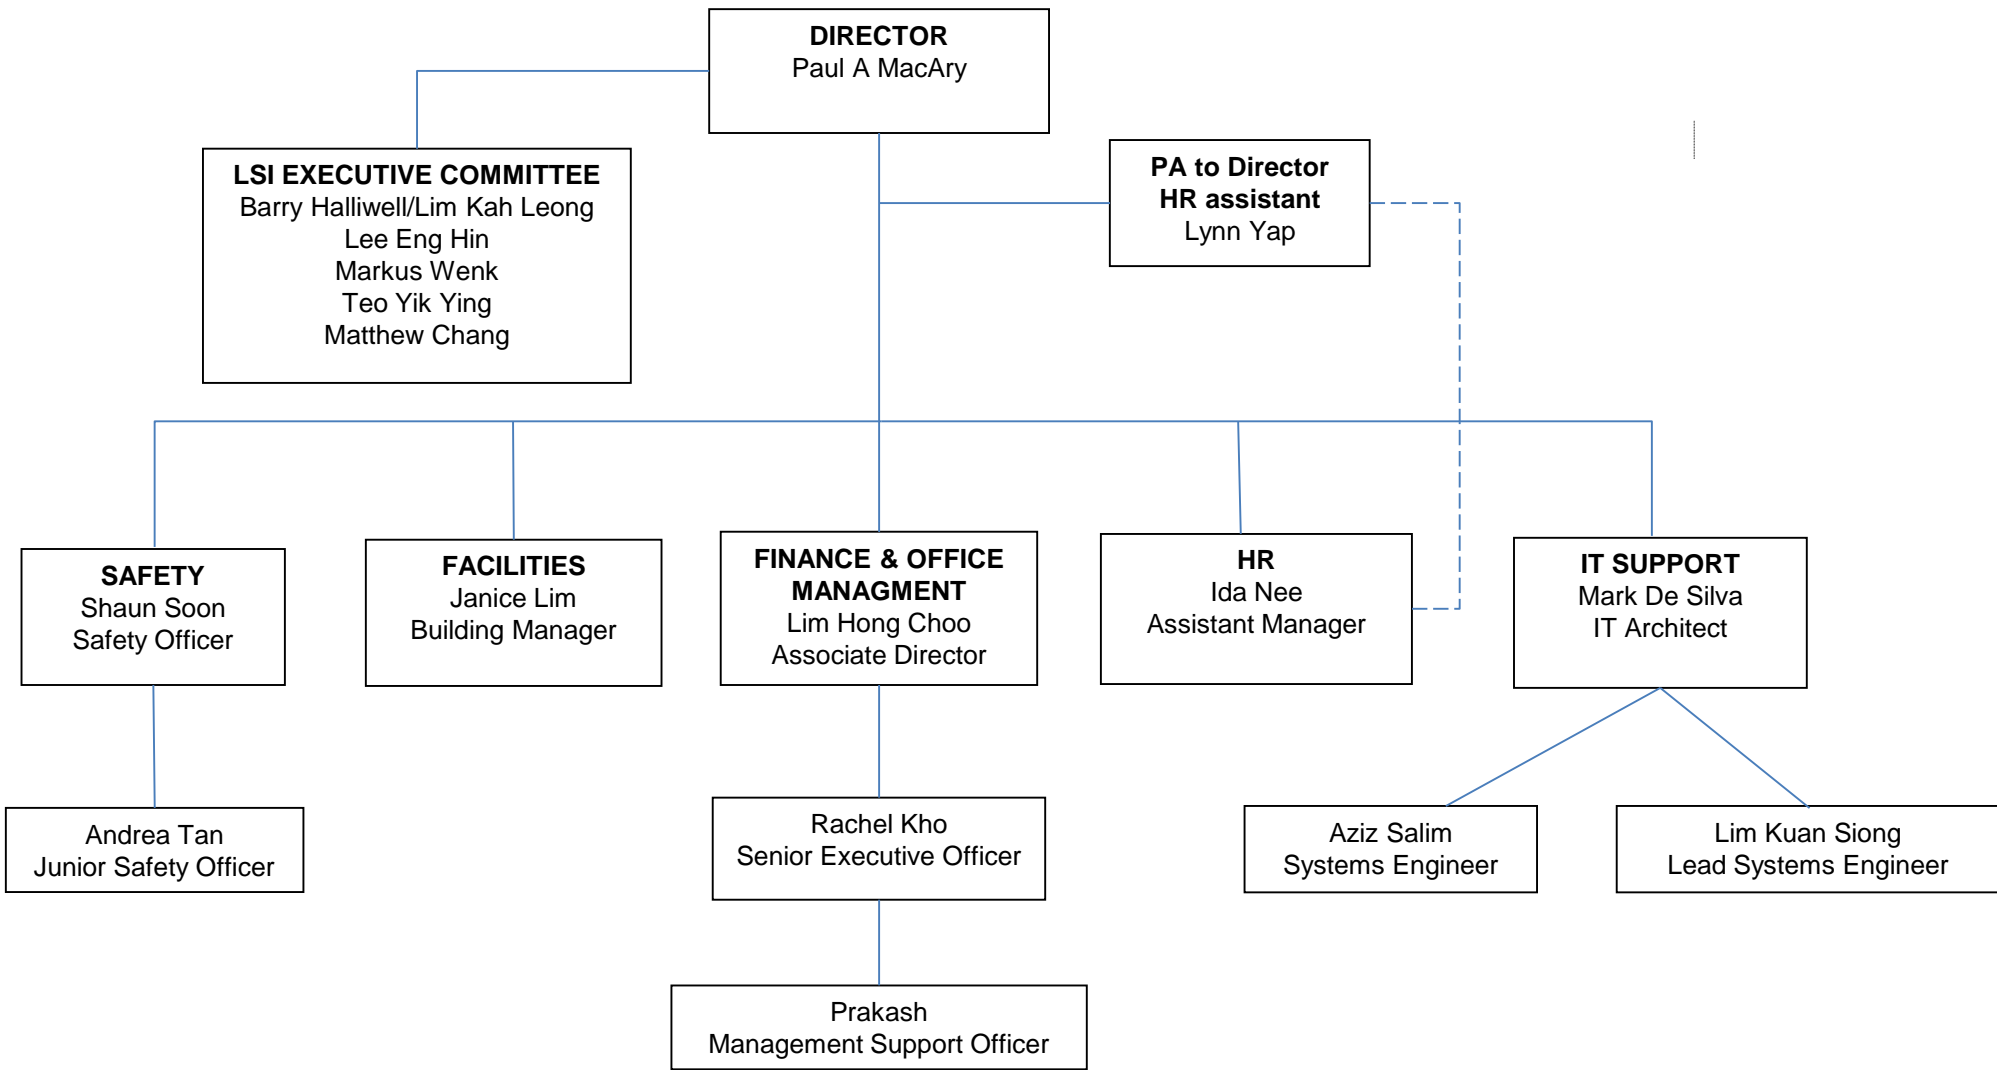 DIRECTOR
Paul A MacAry
LSI EXECUTIVE COMMITTEE
Barry Halliwell/Lim Kah Leong
Lee Eng Hin
Markus Wenk
Teo Yik Ying
Matthew Chang
PA to Director
HR assistant
Lynn Yap
SAFETY
Shaun Soon
Safety Officer
FACILITIES
Janice Lim
Building Manager
FINANCE & OFFICE
MANAGMENT
Lim Hong Choo
Associate Director
HR
Ida Nee
Assistant Manager
IT SUPPORT
Mark De Silva
IT Architect
Andrea Tan
Junior Safety Officer
Rachel Kho
Senior Executive Officer
Aziz Salim
Systems Engineer
Lim Kuan Siong
Lead Systems Engineer
Prakash
Management Support Officer